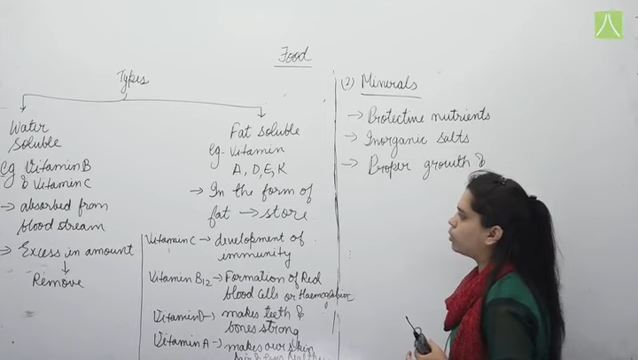 Food
Types
Water
Soluble
Eg Vitamin B
& Vitamin C
→ absorbed from
blood stream
→ Excess in amount
↓
Remove
Fat Soluble
Eg- Vitamin
A, D, E, K
→ In the form of
fat → store
Vitamin C → development of
immunity
Vitamin B12 → Formation of Red
blood Cells or Haemoglobin
Vitamin D → makes teeth &
bones strong
Vitamin A → makes our skin
(2) Minerals
→ Protective nutrients
→ Inorganic salts
→ Proper growth &